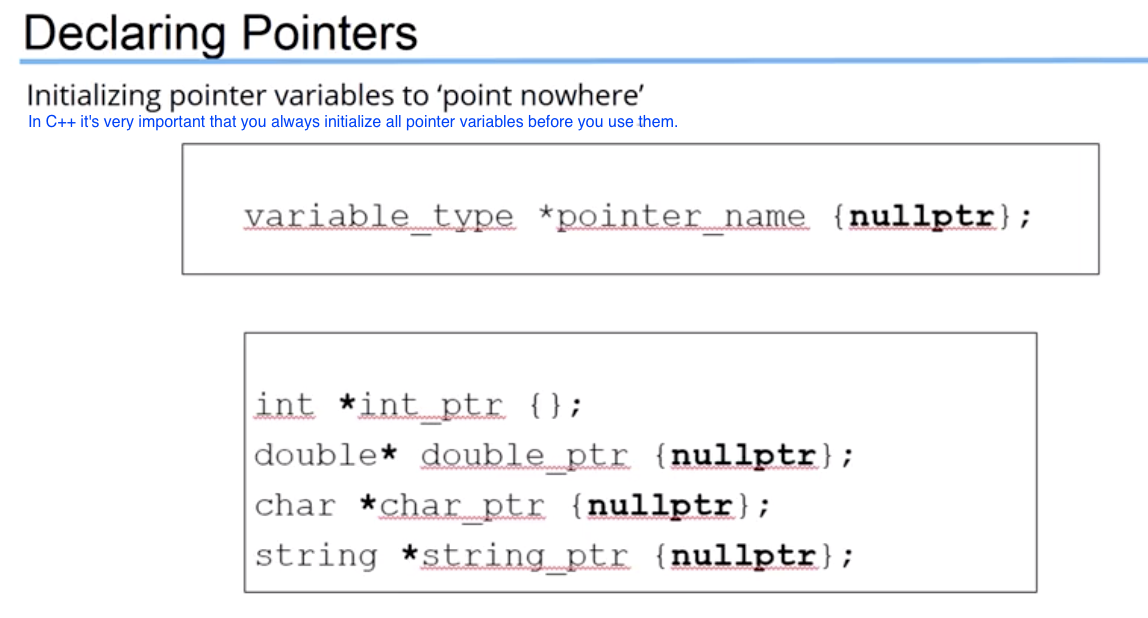 Declaring Pointers
Initializing pointer variables to ‘point nowhere’
In C++ it's very important that you always initialize all pointer variables before you use them.
variable_type *pointer_name {nullptr};
int *int_ptr {};
double* double_ptr {nullptr};
char *char_ptr {nullptr};
string *string_ptr {nullptr};